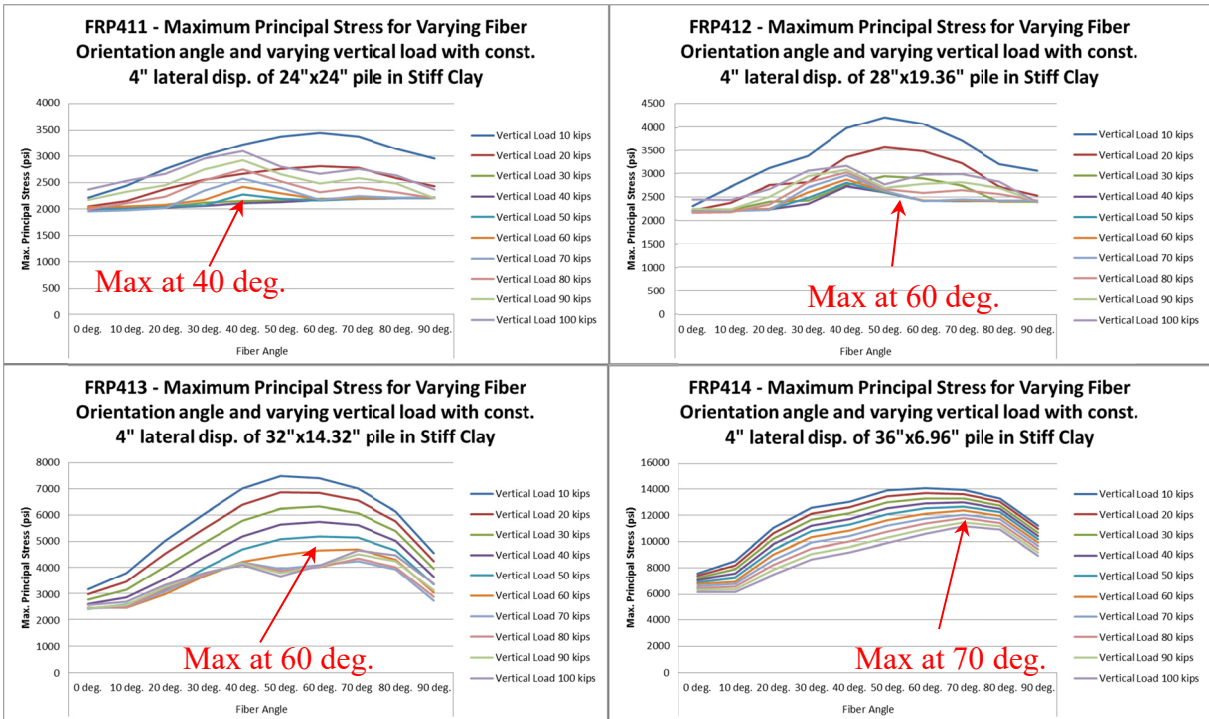 FRP411 - Maximum Principal Stress for Varying Fiber
Orientation angle and varying vertical load with const.
4" lateral disp. of 24"x24" pile in Stiff Clay
Max. Principal Stress (psi)
4000
3500
3000
2500
2000
1500
1000
500
0
0 deg. 10 deg. 20 deg. 30 deg. 40 deg. 50 deg. 60 deg. 70 deg. 80 deg. 90 deg.
Fiber Angle
Vertical Load 10 kips
Vertical Load 20 kips
Vertical Load 30 kips
Vertical Load 40 kips
Vertical Load 50 kips
Vertical Load 60 kips
Vertical Load 70 kips
Vertical Load 80 kips
Vertical Load 90 kips
Vertical Load 100 kips
Max at 40 deg.
FRP412 - Maximum Principal Stress for Varying Fiber
Orientation angle and varying vertical load with const.
4" lateral disp. of 28"x19.36" pile in Stiff Clay
Max. Principal Stress (psi)
4500
4000
3500
3000
2500
2000
1500
1000
500
0
0 deg. 10 deg. 20 deg. 30 deg. 40 deg. 50 deg. 60 deg. 70 deg. 80 deg. 90 deg.
Fiber Angle
Vertical Load 10 kips
Vertical Load 20 kips
Vertical Load 30 kips
Vertical Load 40 kips
Vertical Load 50 kips
Vertical Load 60 kips
Vertical Load 70 kips
Vertical Load 80 kips
Vertical Load 90 kips
Vertical Load 100 kips
Max at 60 deg.
FRP413 - Maximum Principal Stress for Varying Fiber
Orientation angle and varying vertical load with const.
4" lateral disp. of 32"x14.32" pile in Stiff Clay
Max. Principal Stress (psi)
8000
7000
6000
5000
4000
3000
2000
1000
0
0 deg. 10 deg. 20 deg. 30 deg. 40 deg. 50 deg. 60 deg. 70 deg. 80 deg. 90 deg.
Fiber Angle
Vertical Load 10 kips
Vertical Load 20 kips
Vertical Load 30 kips
Vertical Load 40 kips
Vertical Load 50 kips
Vertical Load 60 kips
Vertical Load 70 kips
Vertical Load 80 kips
Vertical Load 90 kips
Vertical Load 100 kips
Max at 60 deg.
FRP414 - Maximum Principal Stress for Varying Fiber
Orientation angle and varying vertical load with const.
4" lateral disp. of 36"x6.96" pile in Stiff Clay
Max. Principal Stress (psi)
16000
14000
12000
10000
8000
6000
4000
2000
0
0 deg. 10 deg. 20 deg. 30 deg. 40 deg. 50 deg. 60 deg. 70 deg. 80 deg. 90 deg.
Fiber Angle
Vertical Load 10 kips
Vertical Load 20 kips
Vertical Load 30 kips
Vertical Load 40 kips
Vertical Load 50 kips
Vertical Load 60 kips
Vertical Load 70 kips
Vertical Load 80 kips
Vertical Load 90 kips
Vertical Load 100 kips
Max at 70 deg.